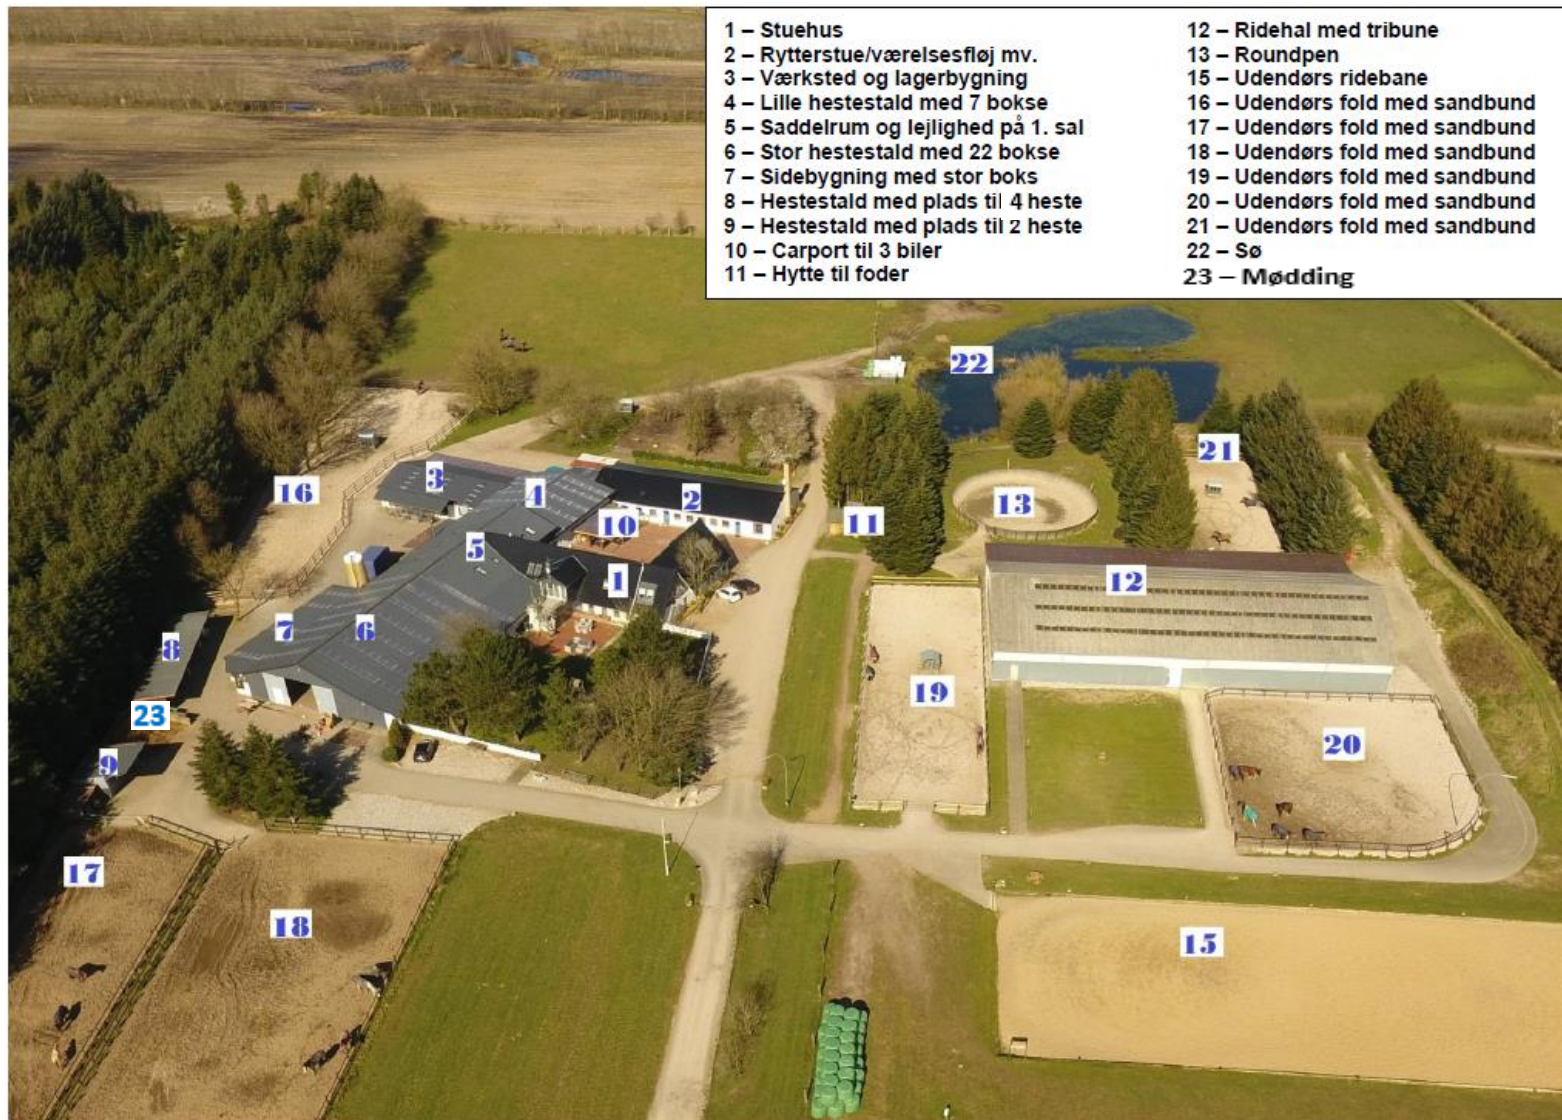 1 – Stuehus
2 – Rytterstue/værelsesfløj mv.
3 – Værksted og lagerbygning
4 – Lille hestestald med 7 bokse
5 – Saddelrum og lejlighed på 1. sal
6 – Stor hestestald med 22 bokse
7 – Sidebygning med stor boks
8 – Hestestald med plads til 4 heste
9 – Hestestald med plads til 2 heste
10 – Carport til 3 biler
11 – Hytte til foder
12 – Ridehal med tribune
13 – Roundpen
15 – Udendørs ridebane
16 – Udendørs fold med sandbund
17 – Udendørs fold med sandbund
18 – Udendørs fold med sandbund
19 – Udendørs fold med sandbund
20 – Udendørs fold med sandbund
21 – Udendørs fold med sandbund
22 – Sø
23 – Mødding
22
21
3
16
4
2
13
10
11
5
1
12
7
6
8
19
23
20
9
17
18
15